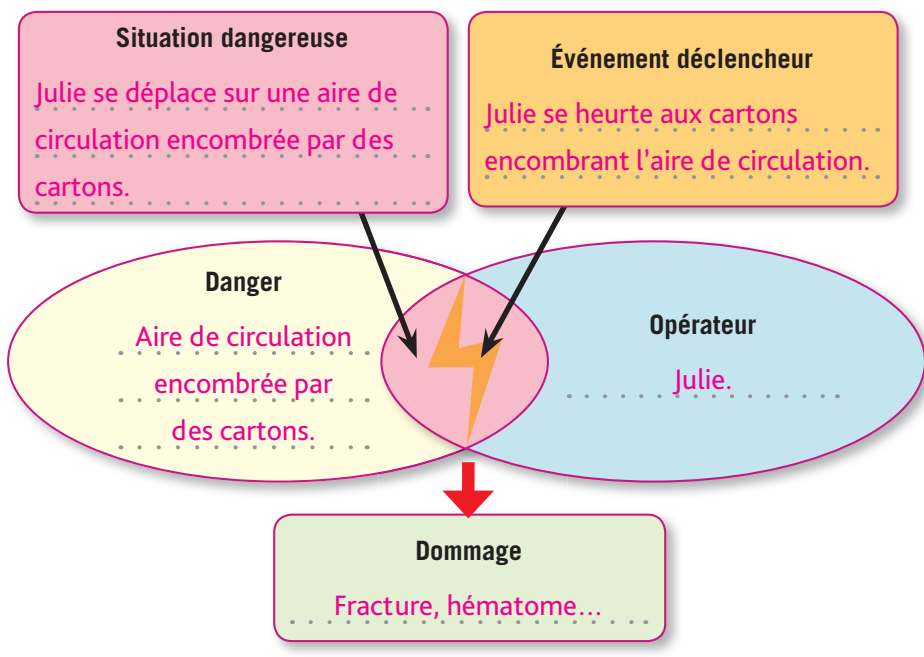 Situation dangereuse
Julie se déplace sur une aire de
circulation encombrée par des
cartons.
Événement déclencheur
Julie se heurte aux cartons
encombrant l'aire de circulation.
Danger
Aire de circulation
encombrée par
des cartons.
Opérateur
Julie.
Dommage
Fracture, hématome…